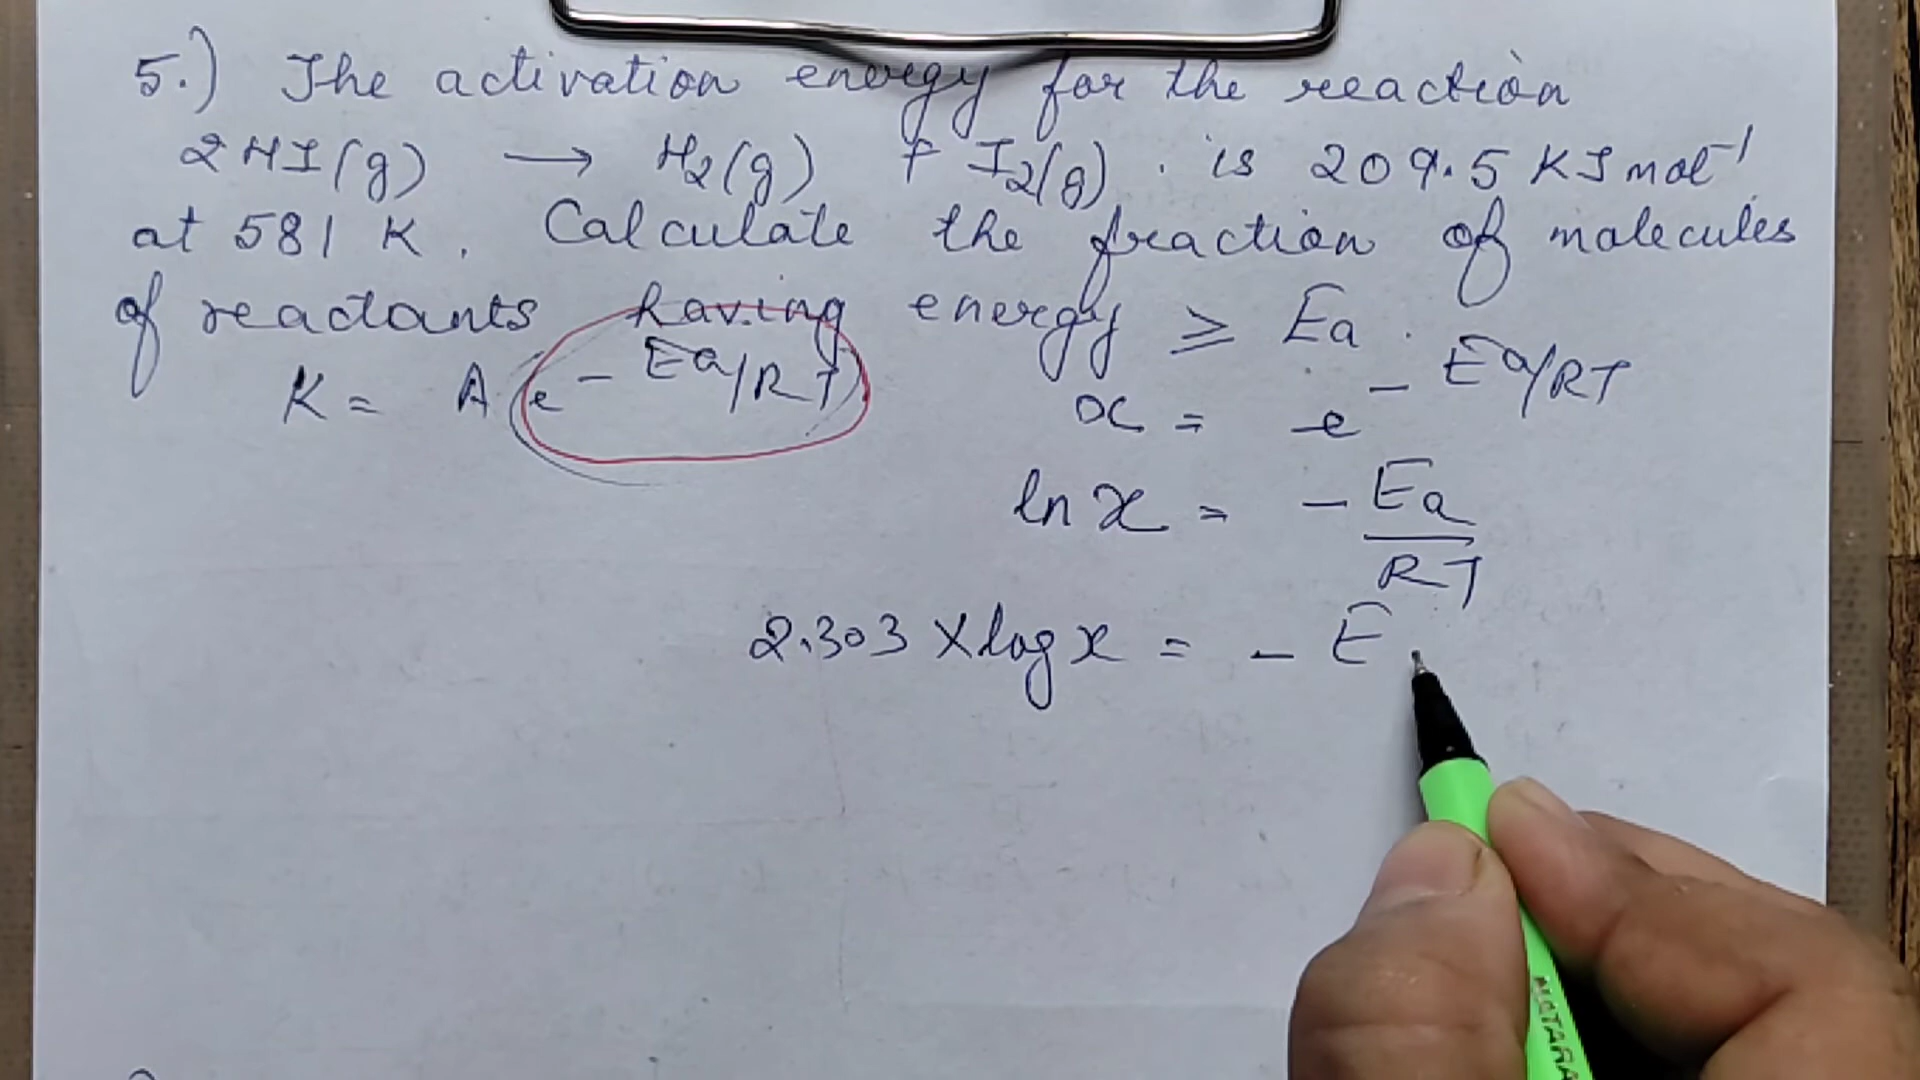 5.) The activation energy for the reaction
2HI(g) → H₂(g) + I₂(g) . is 209.5 KJ mol⁻¹
at 581 K. Calculate the fraction of molecules
of reactants having energy ≥ Ea.
K = A e^-Ea/RT
x = e^-Ea/RT
ln x = -Ea/RT
2.303 X log x = - E
NATARA